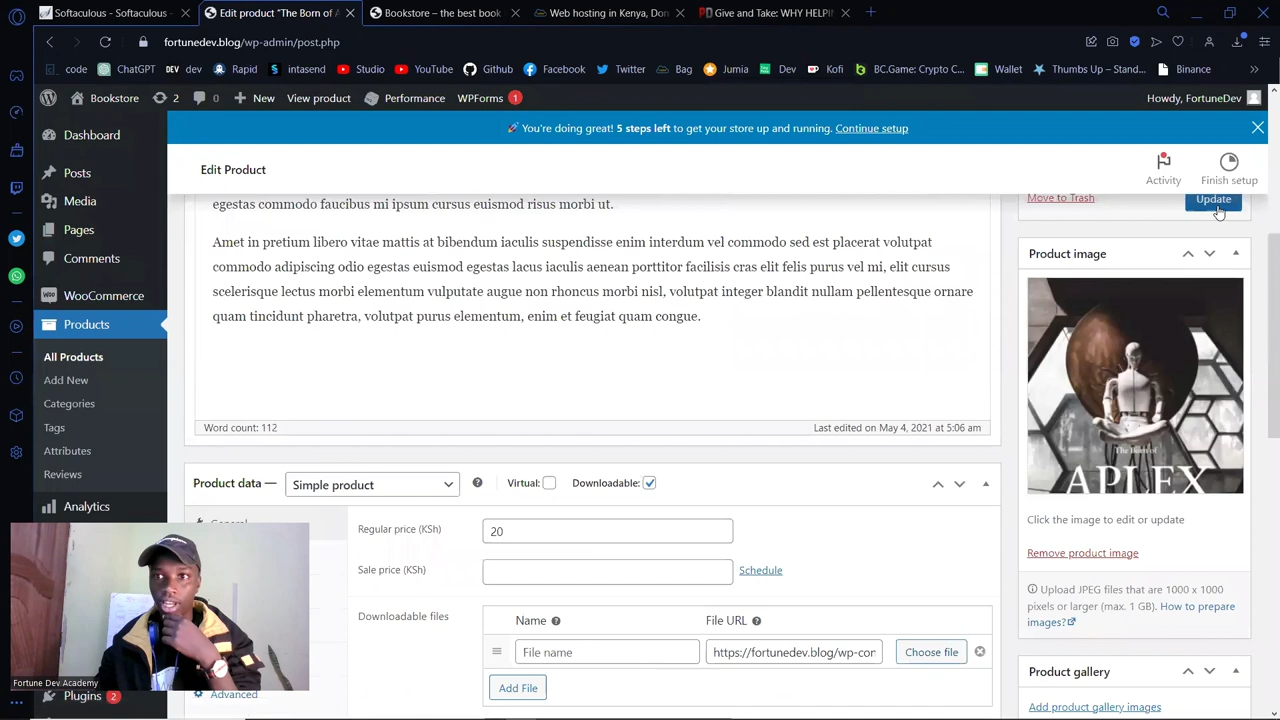 Softaculous - Softaculous -
Edit product "The Born of A
Bookstore – the best book
Web hosting in Kenya, Don
Give and Take: WHY HELPI
fortunedev.blog/wp-admin/post.php
code
ChatGPT
DEV dev
Rapid
intasend
Studio
YouTube
Github
Facebook
Twitter
Bag
Jumia
Dev
Kofi
BC.Game: Crypto C...
Wallet
Thumbs Up – Stand...
Binance
Bookstore
2
0
New
View product
Performance
WPForms 1
Howdy, FortuneDev
🚀 You're doing great! 5 steps left to get your store up and running. Continue setup
Edit Product
Activity
Finish setup
Dashboard
Posts
Media
Pages
Comments
WooCommerce
Products
All Products
Add New
Categories
Tags
Attributes
Reviews
Analytics
Plugins 2
egestas commodo faucibus mi ipsum cursus euismod risus morbi ut.
Amet in pretium libero vitae mattis at bibendum iaculis suspendisse enim interdum vel commodo sed est placerat volutpat
commodo adipiscing odio egestas euismod egestas lacus iaculis aenean porttitor facilisis cras elit felis purus vel mi, elit cursus
scelerisque lectus morbi elementum vulputate augue non rhoncus morbi nisl, volutpat integer blandit nullam pellentesque ornare
quam tincidunt pharetra, volutpat purus elementum, enim et feugiat quam congue.
Word count: 112
Last edited on May 4, 2021 at 5:06 am
Product data —
Simple product
Virtual:
Downloadable:
General
Advanced
Regular price (KSh)
20
Sale price (KSh)
Schedule
Downloadable files
Name
File URL
File name
https://fortunedev.blog/wp-con
Choose file
Add File
Move to Trash
Update
Product image
The Born of
APLEX
Click the image to edit or update
Remove product image
Upload JPEG files that are 1000 x 1000
pixels or larger (max. 1 GB). How to prepare
images?
Product gallery
Add product gallery images
Fortune Dev Academy